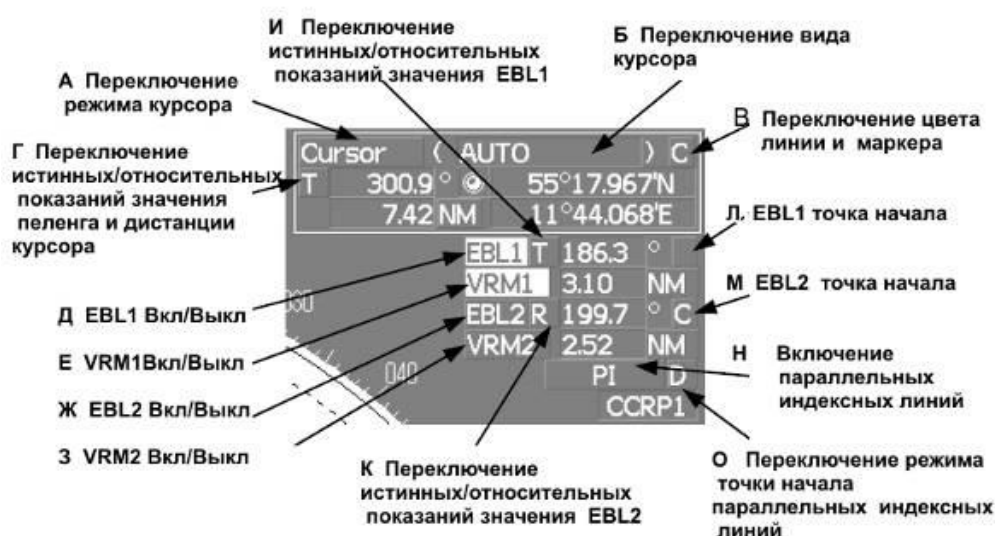 И Переключение
истинных/относительных
показаний значения EBL1
Б Переключение вида
курсора
А Переключение
режима курсора
В Переключение цвета
линии и маркера
Г Переключение
истинных/относительных
показаний значения
пеленга и дистанции
курсора
Cursor ( AUTO ) C
T 300.9 ° 55°17.967'N
7.42 NM 11°44.068'E
EBL1 T 186.3 °
VRM1 3.10 NM
EBL2 R 199.7 ° C
VRM2 2.52 NM
PI D
CCRP1
040
Л. EBL1 точка начала
М EBL2 точка начала
Н Включение
параллельных
индексных линий
О Переключение режима
точки начала
параллельных индексных
линий
Д EBL1 Вкл/Выкл
Е VRM1Вкл/Выкл
Ж EBL2 Вкл/Выкл
З VRM2 Вкл/Выкл
К Переключение
истинных/относительных
показаний значения EBL2